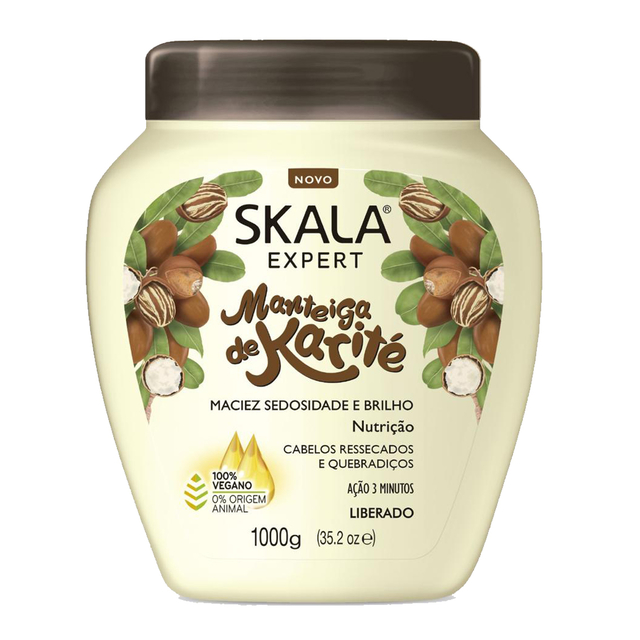 NOVO
SKALA®
EXPERT
Manteiga
de Karité
MACIEZ SEDOSIDADE E BRILHO
Nutrição
CABELOS RESSECADOS
E QUEBRADIÇOS
100%
VEGANO
0% ORIGEM
ANIMAL
AÇÃO 3 MINUTOS
LIBERADO
1000g (35.2 oz℮)